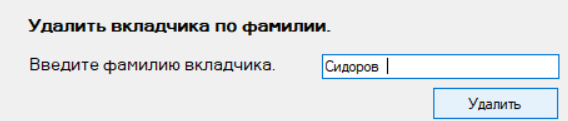 Удалить вкладчика по фамилии.
Введите фамилию вкладчика.
Сидоров
Удалить